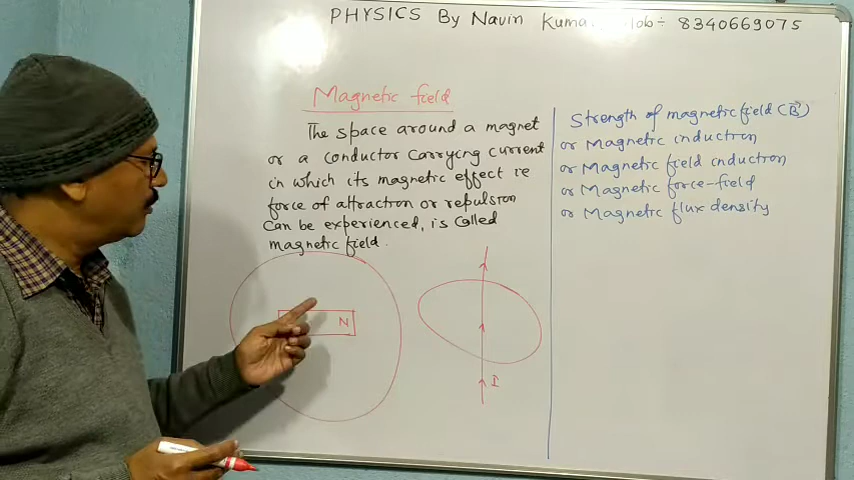 PHYSICS By Navin Kumar Mob÷ 8340669075
Magnetic field
The space around a magnet
or a conductor carrying current
in which its magnetic effect ie
force of attraction or repulsion
can be experienced, is called
magnetic field.
N
I
Strength of magnetic field (B⃗)
or Magnetic induction
or Magnetic field induction
or Magnetic force-field
or Magnetic flux density